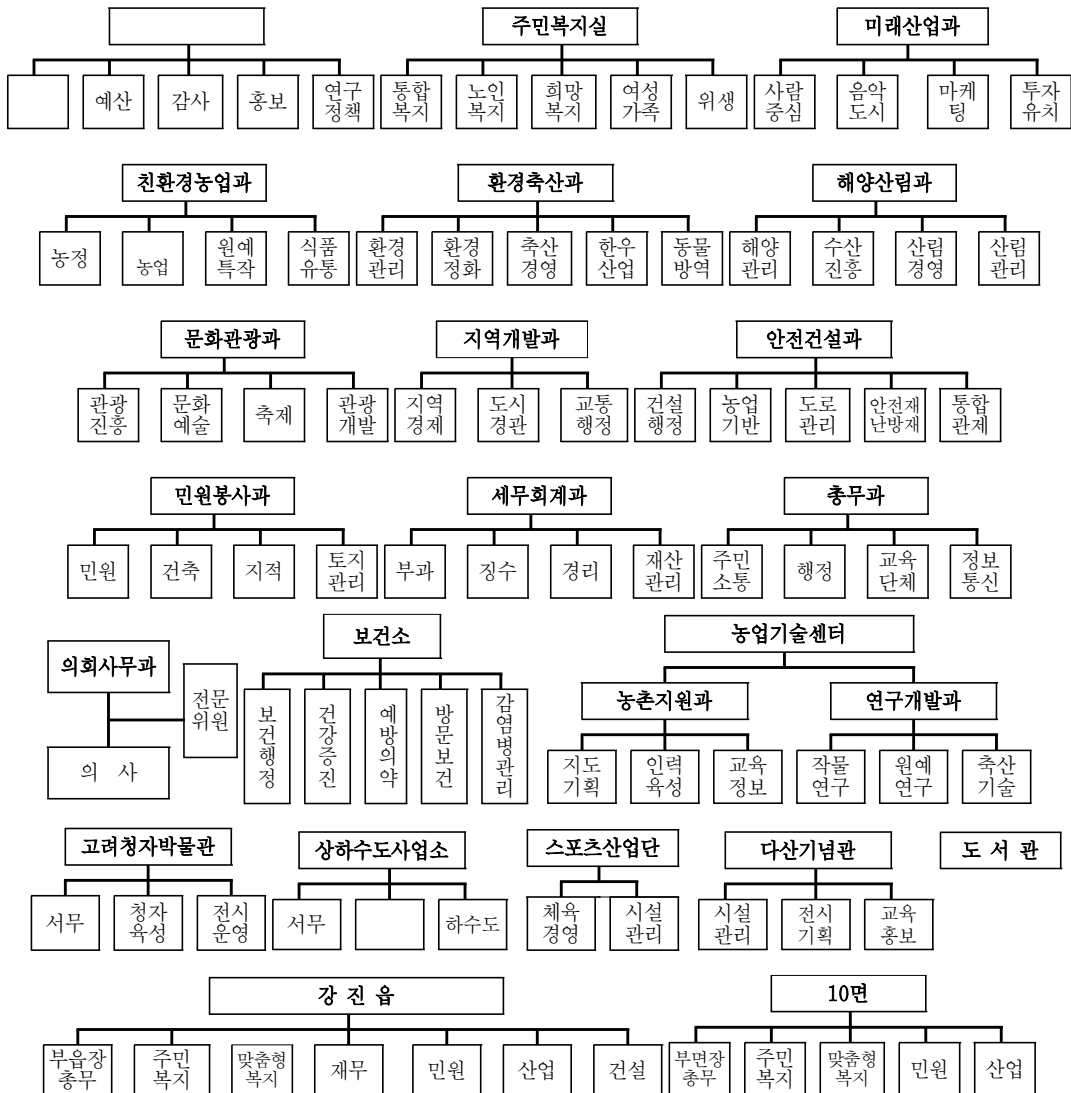 주민복지실
미래산업과
예산
감사
홍보
연구
정책
통합
복지
노인
복지
희망
복지
여성
가족
위생
사람
중심
음악
도시
마케
팅
투자
유치
친환경농업과
환경축산과
해양산림과
농정
농업
원예
특작
식품
유통
환경
관리
환경
정화
축산
경영
한우
산업
동물
방역
해양
관리
수산
진흥
산림
경영
산림
관리
문화관광과
지역개발과
안전건설과
관광
진흥
문화
예술
축제
관광
개발
지역
경제
도시
경관
교통
행정
건설
행정
농업
기반
도로
관리
안전재
난방재
통합
관제
민원봉사과
세무회계과
총무과
민원
건축
지적
토지
관리
부과
징수
경리
재산
관리
주민
소통
행정
교육
단체
정보
통신
의회사무과
전문
위원
의 사
보건소
보건행정
건강증진
예방의약
방문보건
감염병관리
농업기술센터
농촌지원과
연구개발과
지도
기획
인력
육성
교육
정보
작물
연구
원예
연구
축산
기술
고려청자박물관
상하수도사업소
스포츠산업단
다산기념관
도 서 관
서무
청자
육성
전시
운영
서무
하수도
체육
경영
시설
관리
시설
관리
전시
기획
교육
홍보
강 진 읍
10면
부읍장
총무
주민
복지
맞춤형
복지
재무
민원
산업
건설
부면장
총무
주민
복지
맞춤형
복지
민원
산업